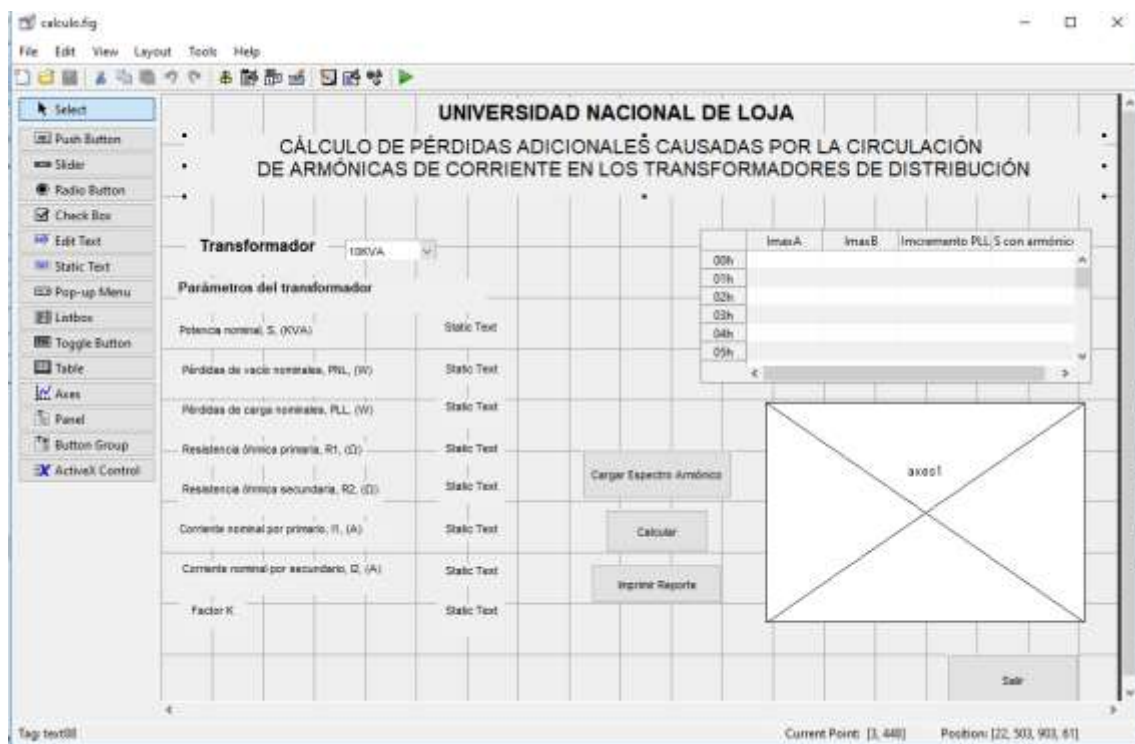 calculo.fig
File Edit View Layout Tools Help
Select
Push Button
Slider
Radio Button
Check Box
Edit Text
Static Text
Pop-up Menu
Listbox
Toggle Button
Table
Axes
Panel
Button Group
ActiveX Control
UNIVERSIDAD NACIONAL DE LOJA
CÁLCULO DE PÉRDIDAS ADICIONALES CAUSADAS POR LA CIRCULACIÓN
DE ARMÓNICAS DE CORRIENTE EN LOS TRANSFORMADORES DE DISTRIBUCIÓN
Transformador 10KVA
Parámetros del transformador
Potencia nominal, S, (KVA) Static Text
Pérdidas de vacío nominales, PNL, (W) Static Text
Pérdidas de carga nominales, PLL, (W) Static Text
Resistencia óhmica primaria, R1, (Ω) Static Text
Resistencia óhmica secundaria, R2, (Ω) Static Text
Corriente nominal por primario, I1, (A) Static Text
Corriente nominal por secundario, I2, (A) Static Text
Factor K Static Text
ImaxA ImaxB Imcremento PLL S con armónic
00h
01h
02h
03h
04h
05h
Cargar Espectro Armónico
Calcular
Imprimir Reporte
axes1
Salir
Tag: text88 Current Point: [3, 448] Position: [22, 503, 903, 61]